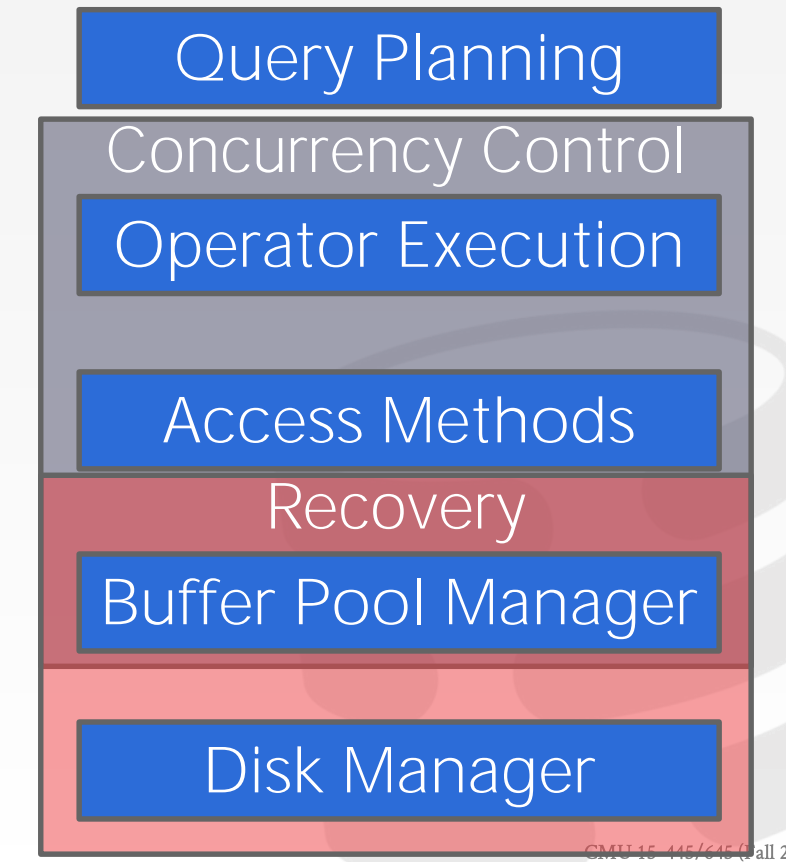 Query Planning
Concurrency Control
Operator Execution
Access Methods
Recovery
Buffer Pool Manager
Disk Manager
CMU 15-445/645 (Fall 2